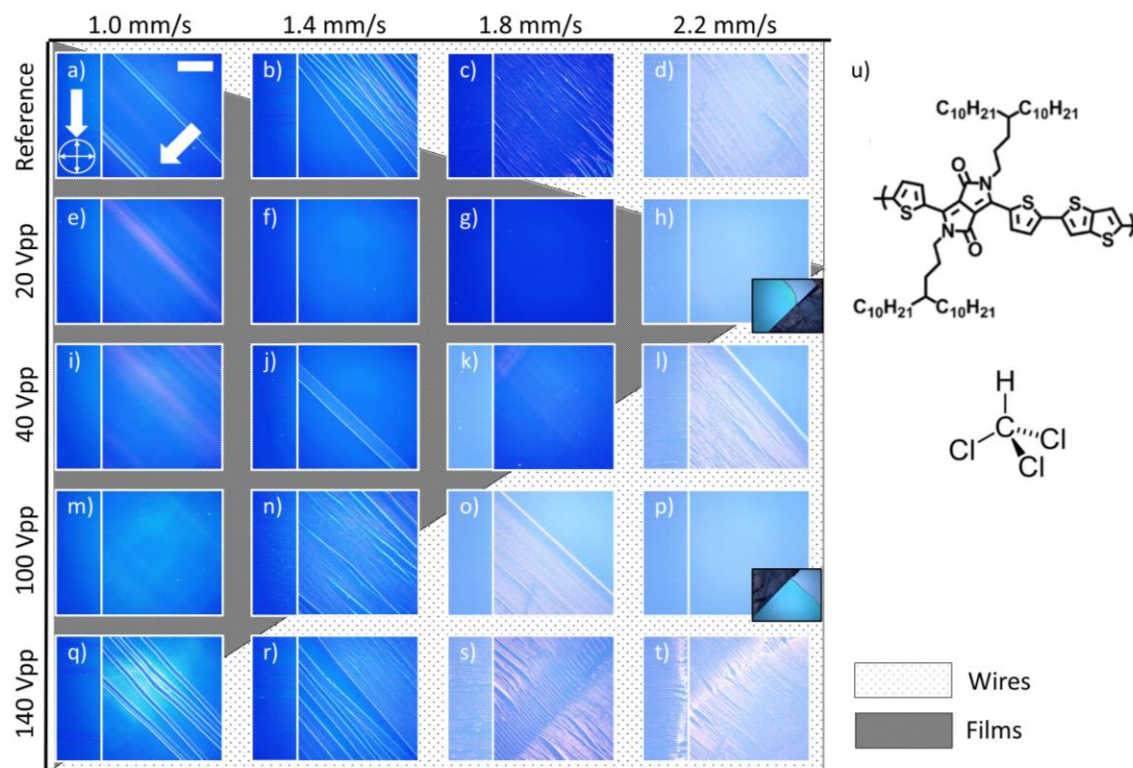 1.0 mm/s 1.4 mm/s 1.8 mm/s 2.2 mm/s
Reference a) b) c) d)
20 Vpp e) f) g) h)
40 Vpp i) j) k) l)
100 Vpp m) n) o) p)
140 Vpp q) r) s) t)
u)
C10H21 C10H21
O N S S
S N O S S
C10H21 C10H21
H
C
Cl Cl
Cl
Wires
Films